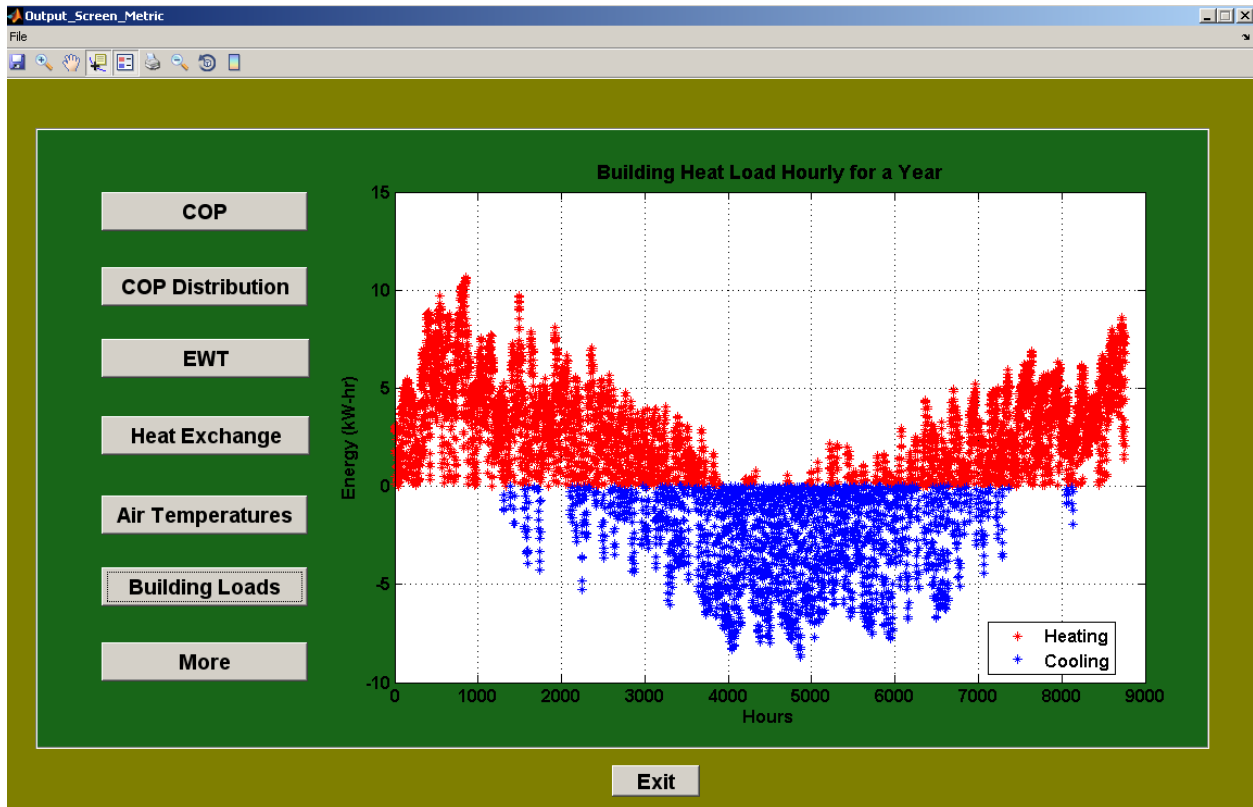 Output_Screen_Metric
File
COP
COP Distribution
EWT
Heat Exchange
Air Temperatures
Building Loads
More
Building Heat Load Hourly for a Year
Energy (kW-hr)
15
10
5
0
-5
-10
0 1000 2000 3000 4000 5000 6000 7000 8000 9000
Hours
Heating
Cooling
Exit